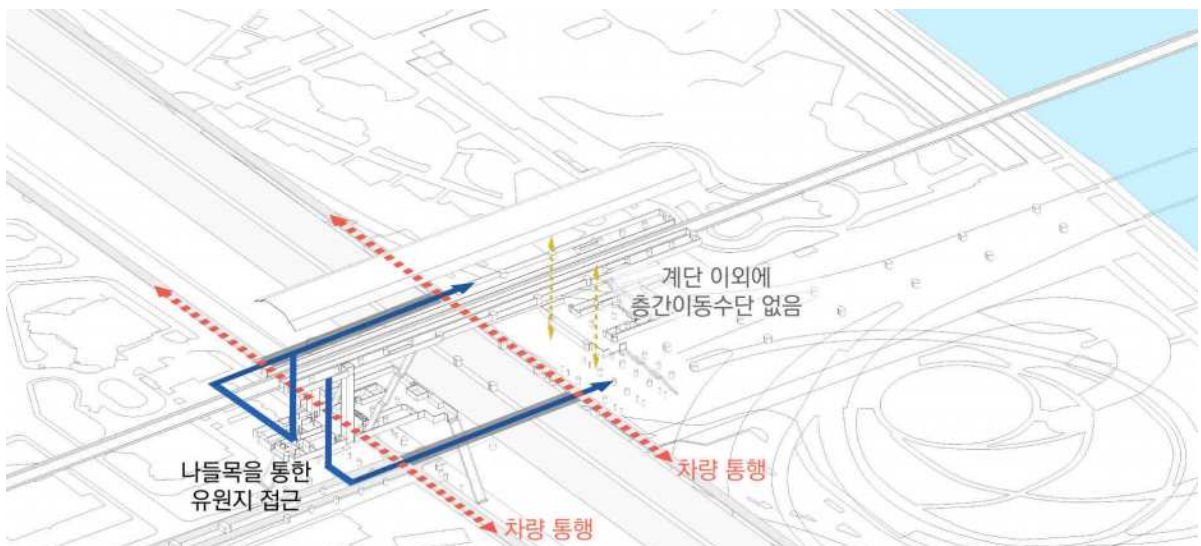 계단 이외에
층간이동수단 없음
차량 통행
나들목을 통한
유원지 접근
차량 통행